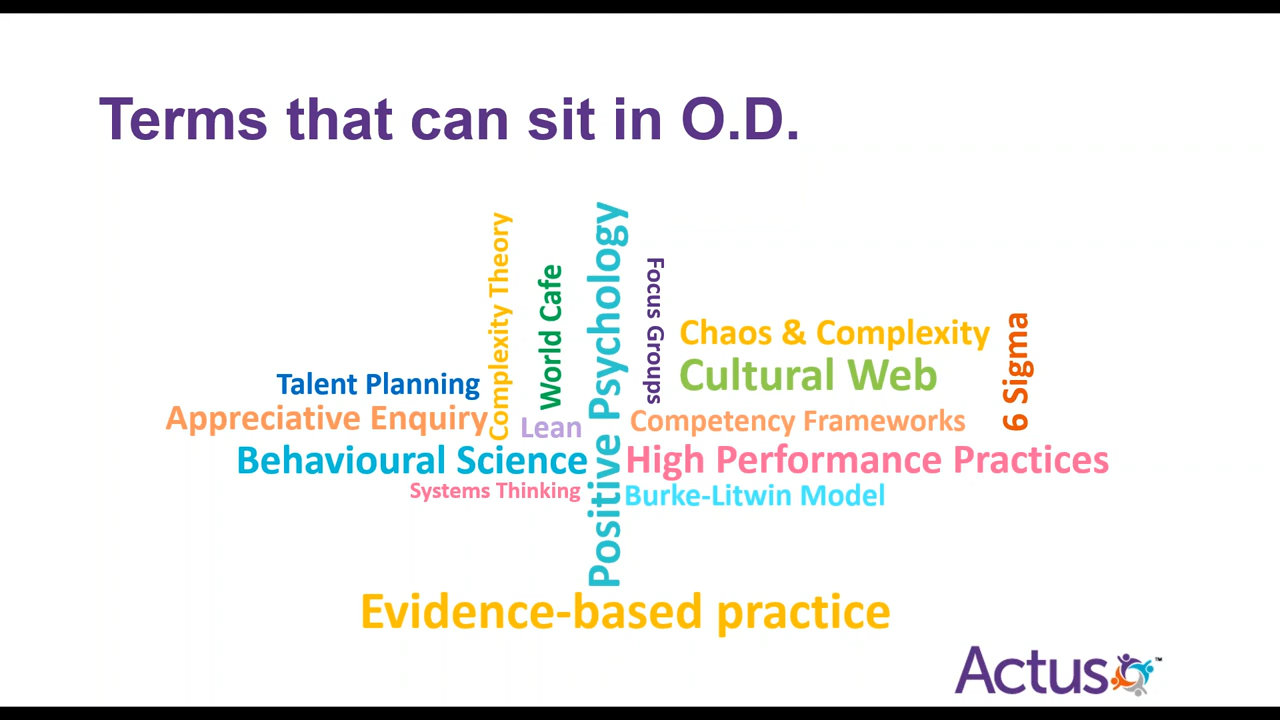 Terms that can sit in O.D.
Complexity Theory
World Cafe
Positive Psychology
Focus Groups
Chaos & Complexity
6 Sigma
Cultural Web
Talent Planning
Appreciative Enquiry
Lean
Competency Frameworks
Behavioural Science
High Performance Practices
Systems Thinking
Burke-Litwin Model
Evidence-based practice
Actus™